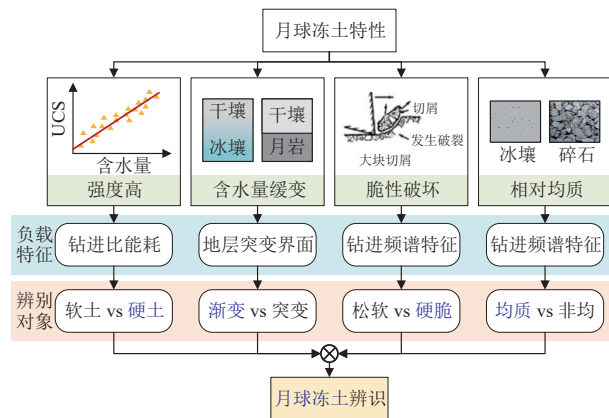 月球冻土特性
UCS
含水量
强度高
干壤
冰壤
干壤
月岩
含水量缓变
切屑
发生破裂
大块切屑
脆性破坏
冰壤
碎石
相对均质
负载
特征
钻进比能耗
地层突变界面
钻进频谱特征
钻进频谱特征
辨别
对象
软土 vs 硬土
渐变 vs 突变
松软 vs 硬脆
均质 vs 非均
月球冻土辨识